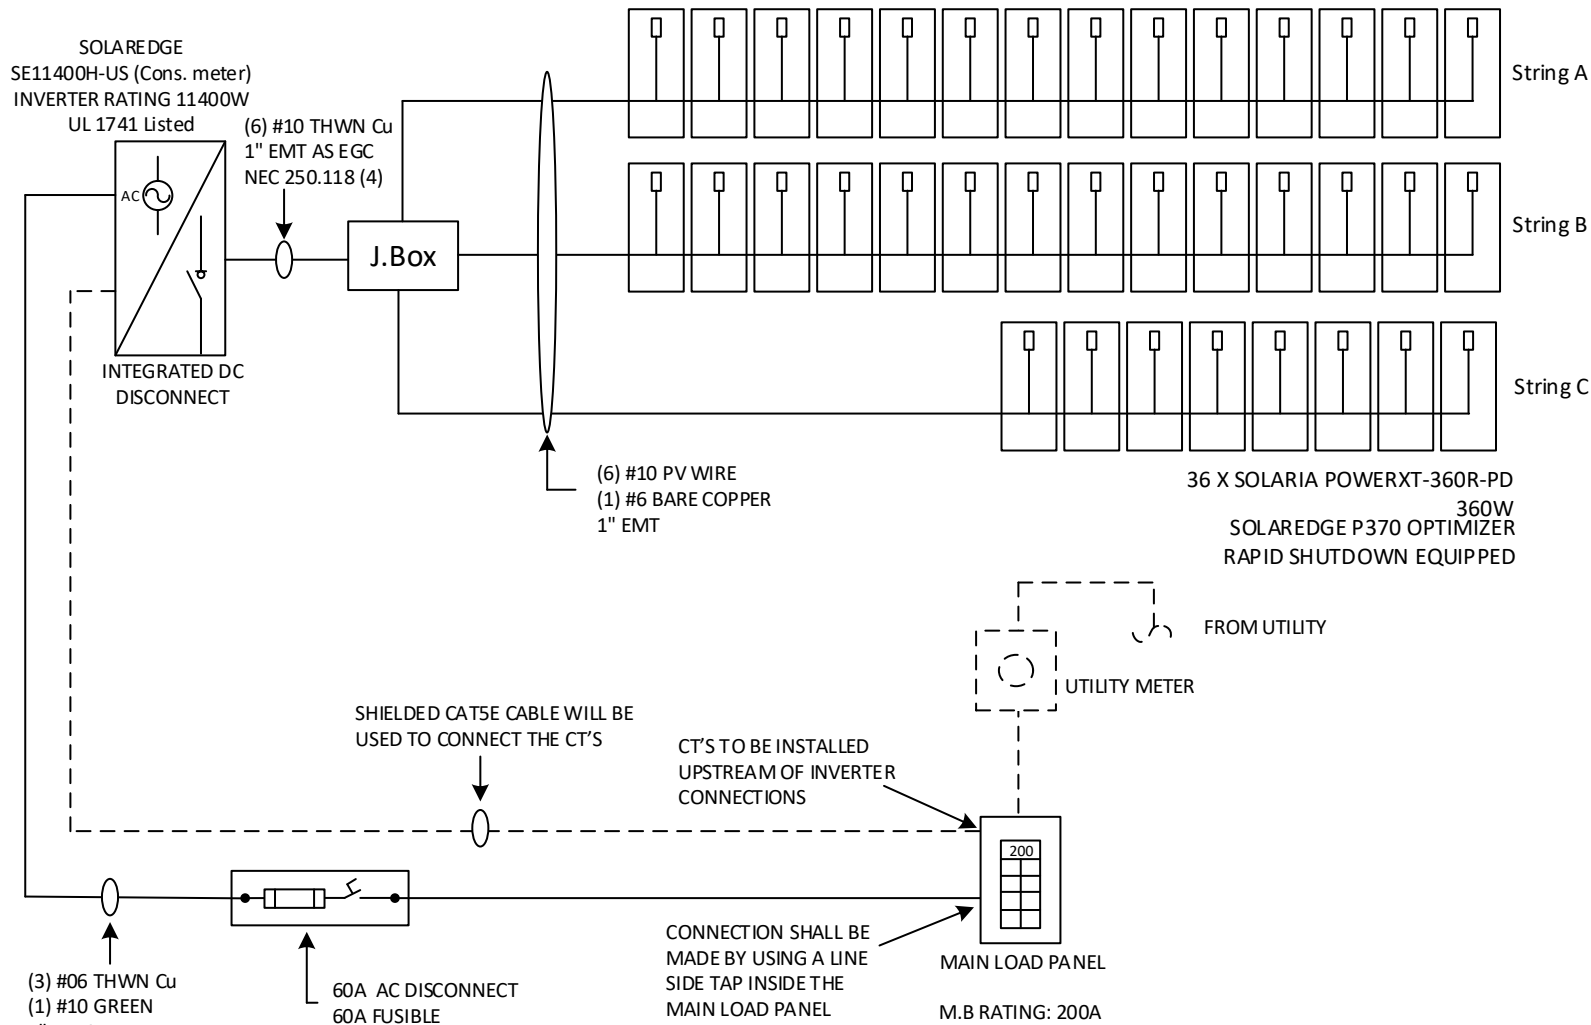 SOLAREDGE
SE11400H-US (Cons. meter)
INVERTER RATING 11400W
UL 1741 Listed
(6) #10 THWN Cu
1" EMT AS EGC
NEC 250.118 (4)
AC
J.Box
INTEGRATED DC
DISCONNECT
String A
String B
String C
(6) #10 PV WIRE
(1) #6 BARE COPPER
1" EMT
36 X SOLARIA POWERXT-360R-PD
360W
SOLAREDGE P370 OPTIMIZER
RAPID SHUTDOWN EQUIPPED
FROM UTILITY
UTILITY METER
SHIELDED CAT5E CABLE WILL BE
USED TO CONNECT THE CT'S
CT'S TO BE INSTALLED
UPSTREAM OF INVERTER
CONNECTIONS
200
CONNECTION SHALL BE
MADE BY USING A LINE
SIDE TAP INSIDE THE
MAIN LOAD PANEL
MAIN LOAD PANEL
M.B RATING: 200A
(3) #06 THWN Cu
(1) #10 GREEN
60A AC DISCONNECT
60A FUSIBLE